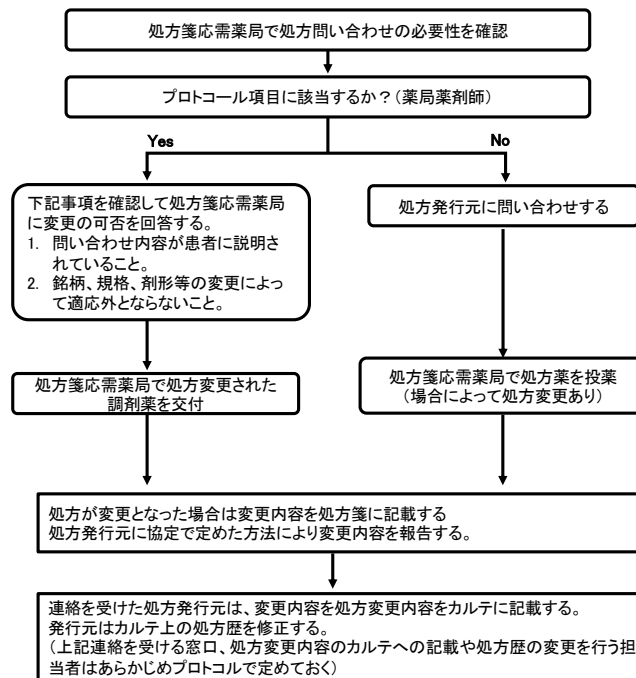 処方箋応需薬局で処方問い合わせの必要性を確認
プロトコール項目に該当するか？(薬局薬剤師)
Yes
No
下記事項を確認して処方箋応需薬局
に変更の可否を回答する。
1. 問い合わせ内容が患者に説明さ
れていること。
2. 銘柄、規格、剤形等の変更によっ
て適応外とならないこと。
処方発行元に問い合わせする
処方箋応需薬局で処方変更された
調剤薬を交付
処方箋応需薬局で処方薬を投薬
(場合によって処方変更あり)
処方が変更となった場合は変更内容を処方箋に記載する
処方発行元に協定で定めた方法により変更内容を報告する。
連絡を受けた処方発行元は、変更内容を処方変更内容をカルテに記載する。
発行元はカルテ上の処方歴を修正する。
(上記連絡を受ける窓口、処方変更内容のカルテへの記載や処方歴の変更を行う担
当者はあらかじめプロトコルで定めておく)